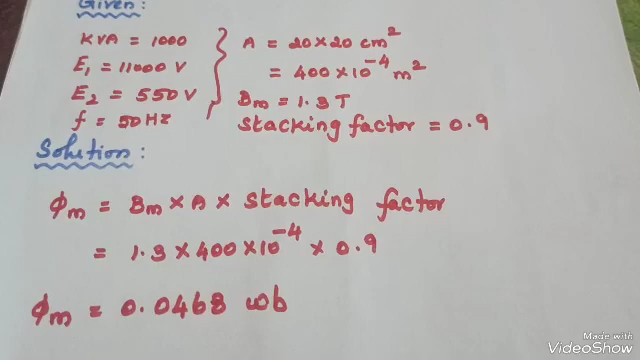 Given:
KVA = 1000
E₁ = 11000 V
E₂ = 550 V
f = 50 Hz
A = 20 × 20 cm²
= 400 × 10⁻⁴ m²
Bm = 1.3 T
stacking factor = 0.9
Solution:
ϕm = Bm × A × stacking factor
= 1.3 × 400 × 10⁻⁴ × 0.9
ϕm = 0.0468 wb
Made with
VideoShow